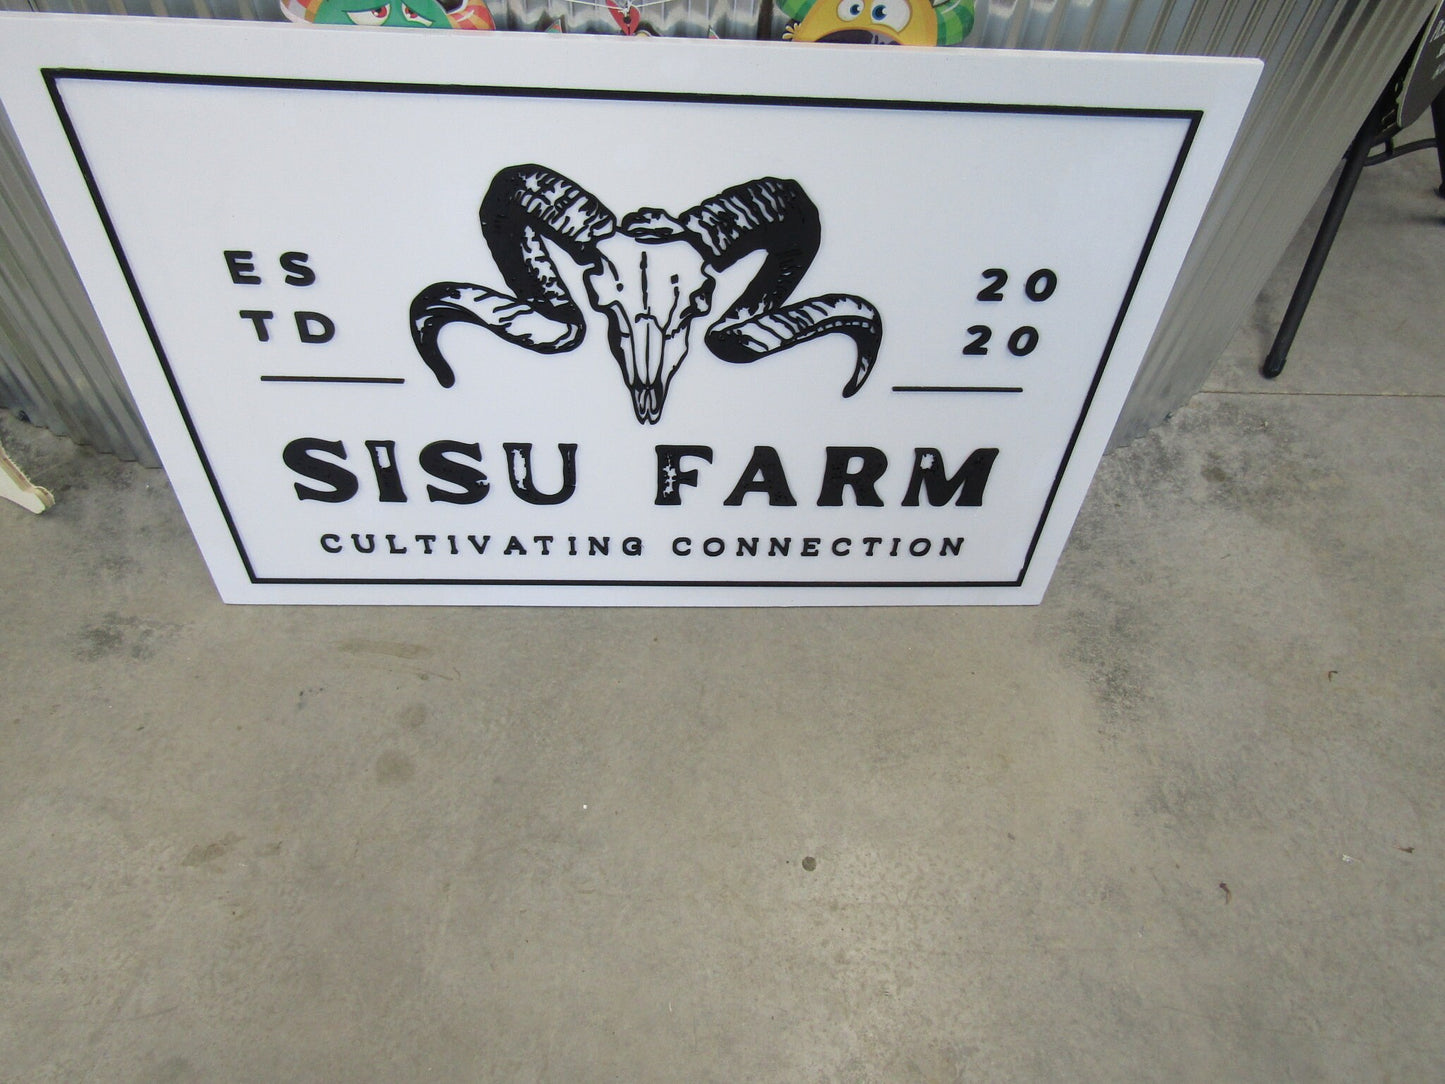 ES
TD
20
20
SISU FARM
CULTIVATING CONNECTION